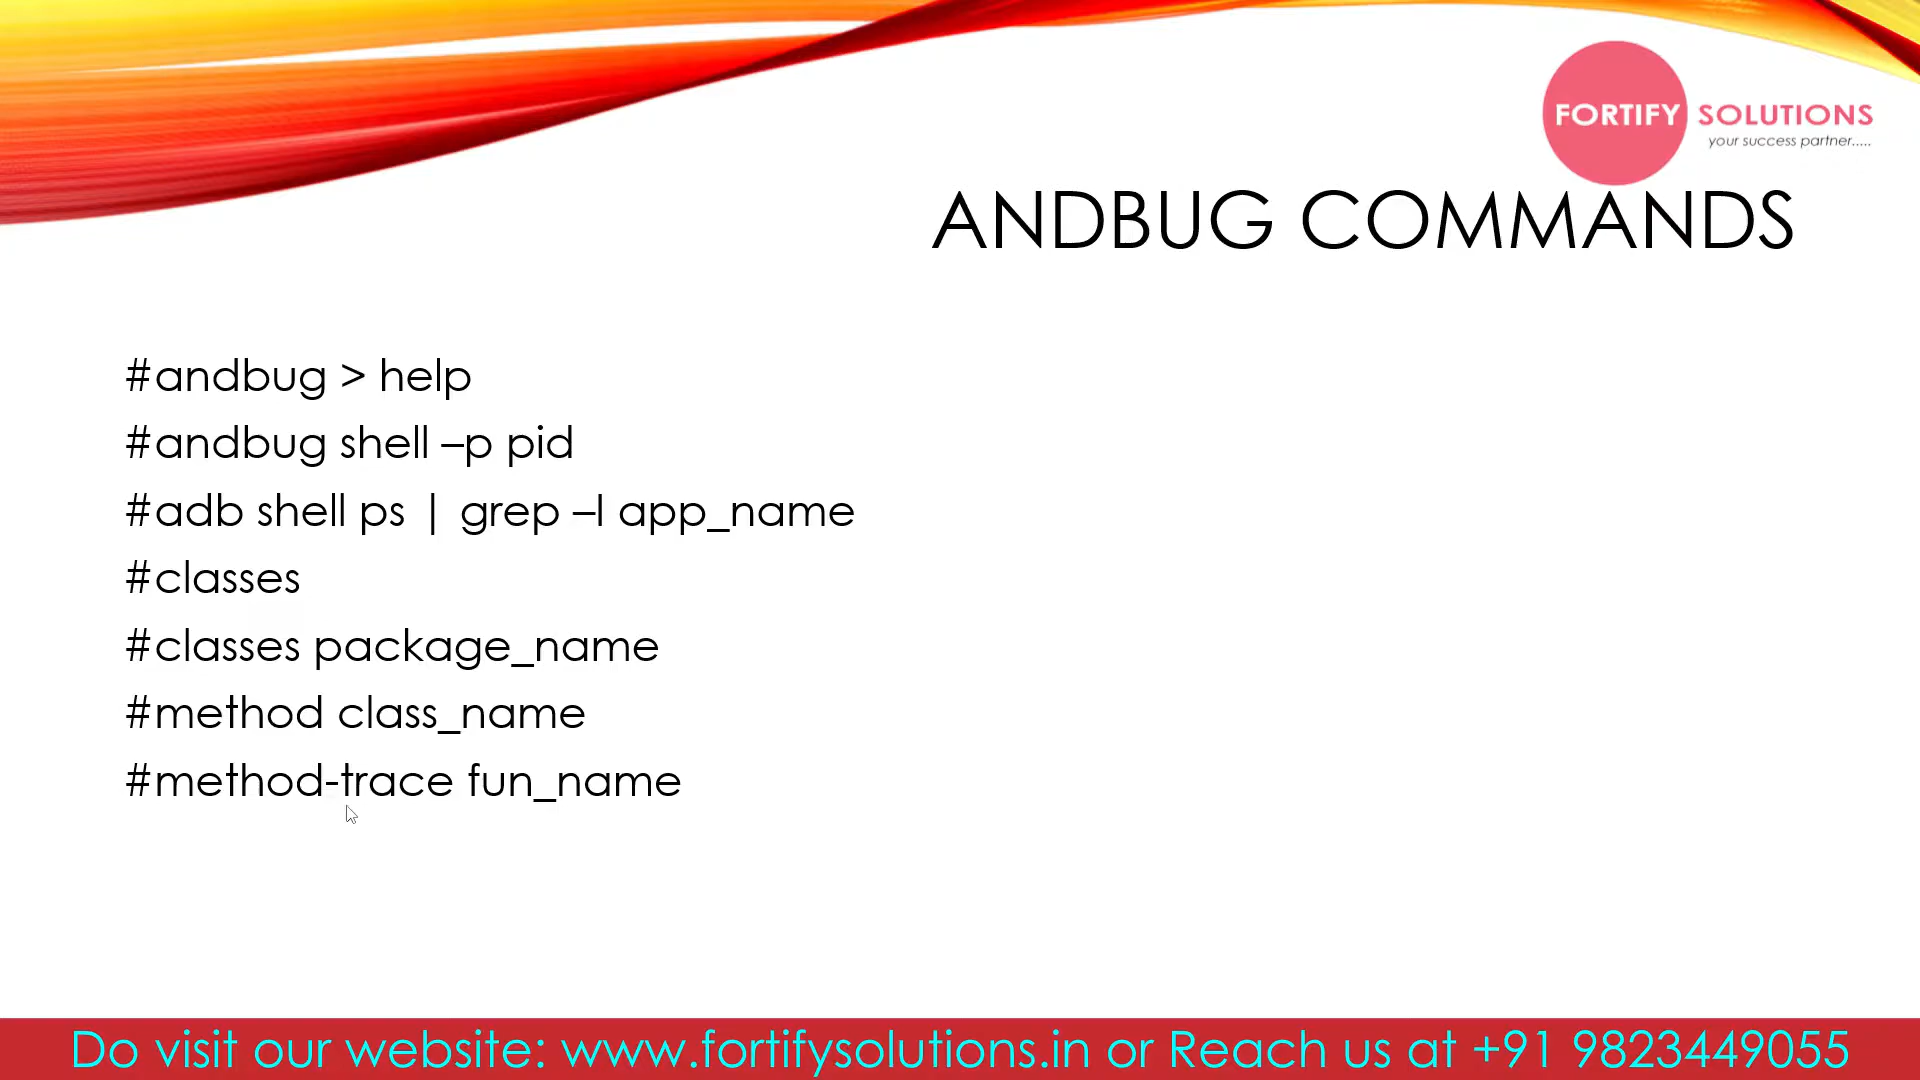 FORTIFY SOLUTIONS
your success partner.....
ANDBUG COMMANDS
#andbug > help
#andbug shell –p pid
#adb shell ps | grep –I app_name
#classes
#classes package_name
#method class_name
#method-trace fun_name
Do visit our website: www.fortifysolutions.in or Reach us at +91 9823449055